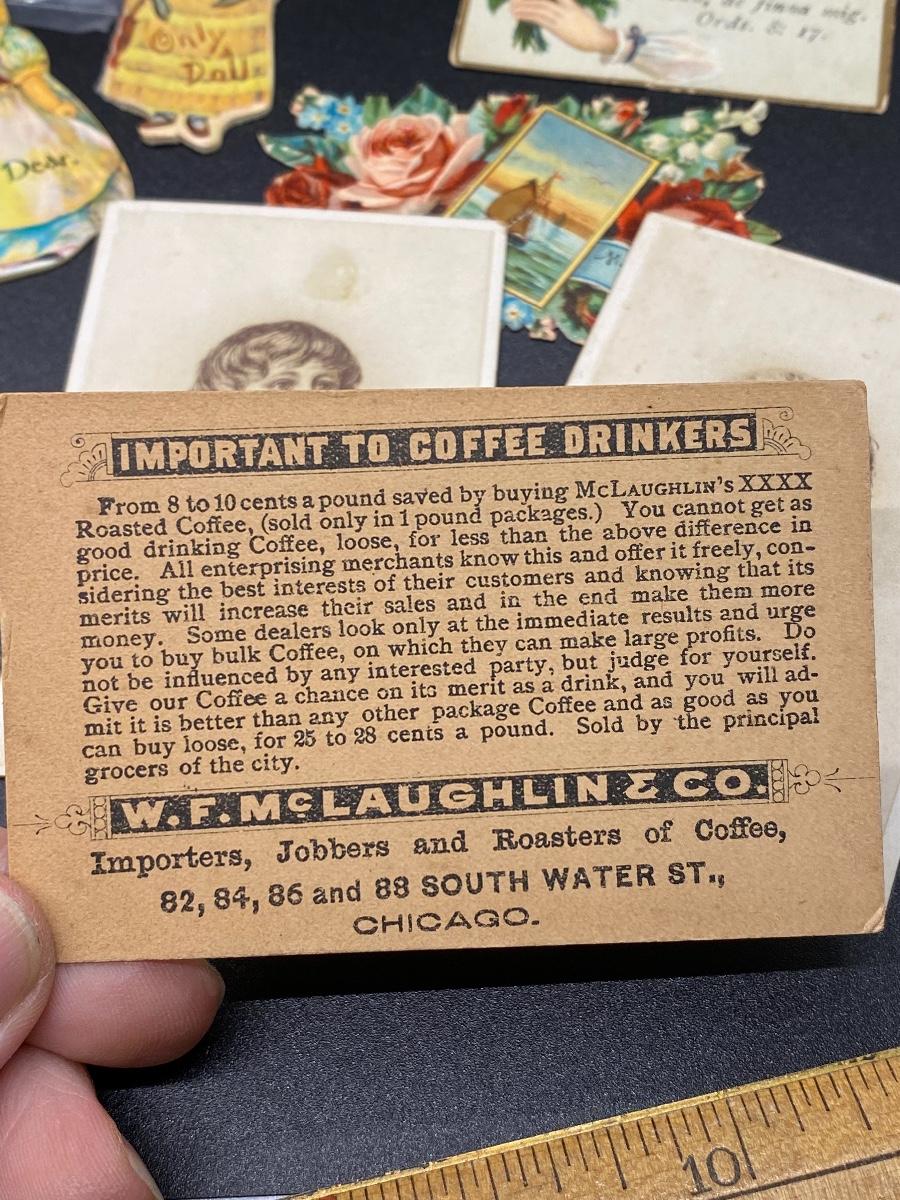 Only
A
Doll.
Dear.
mig.
Ordt. 8: 17.
IMPORTANT TO COFFEE DRINKERS
From 8 to 10 cents a pound saved by buying MCLAUGHLIN'S XXXX
Roasted Coffee, (sold only in 1 pound packages.) You cannot get as
good drinking Coffee, loose, for less than the above difference in
price. All enterprising merchants know this and offer it freely, con-
sidering the best interests of their customers and knowing that its
merits will increase their sales and in the end make them more
money. Some dealers look only at the immediate results and urge
you to buy bulk Coffee, on which they can make large profits. Do
not be influenced by any interested party, but judge for yourself.
Give our Coffee a chance on its merit as a drink, and you will ad-
mit it is better than any other package Coffee and as good as you
can buy loose, for 25 to 28 cents a pound. Sold by the principal
grocers of the city.
W. F. McLAUGHLIN & CO.
Importers, Jobbers and Roasters of Coffee,
82, 84, 86 and 88 SOUTH WATER ST.,
CHICAGO.
10